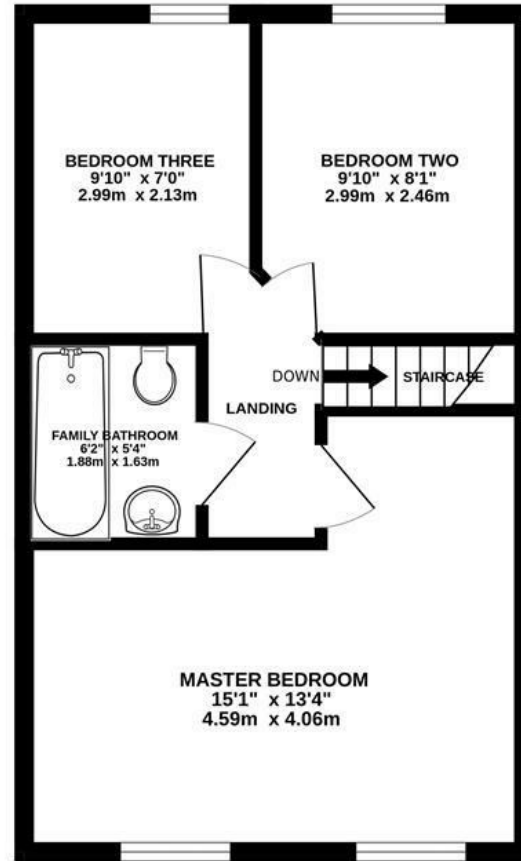 BEDROOM THREE
9'10" x 7'0"
2.99m x 2.13m
BEDROOM TWO
9'10" x 8'1"
2.99m x 2.46m
DOWN
STAIRCASE
LANDING
FAMILY BATHROOM
6'2" x 5'4"
1.88m x 1.63m
MASTER BEDROOM
15'1" x 13'4"
4.59m x 4.06m